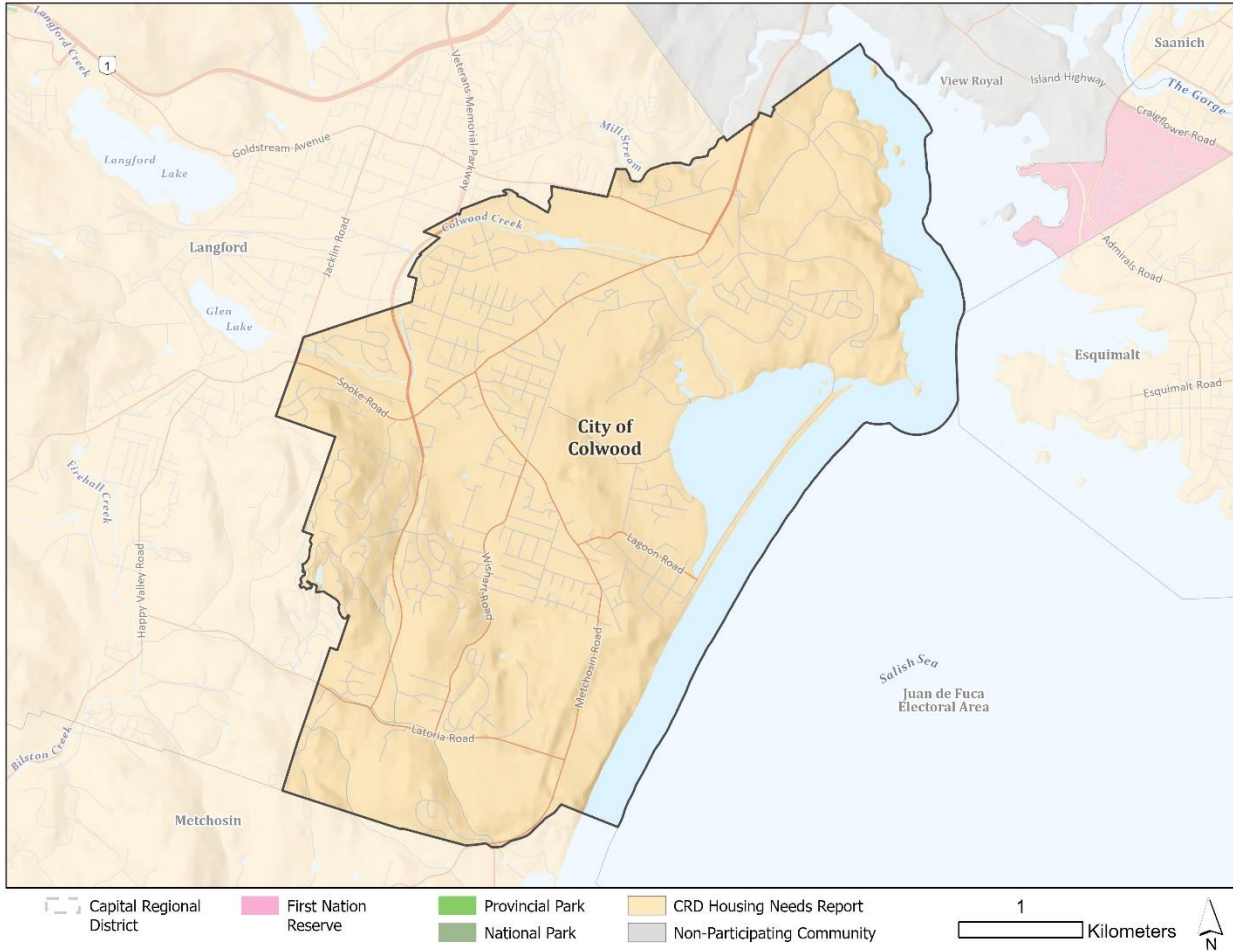 Langford Creek
1
Veterans Memorial Parkway
Saanich
View Royal
Island Highway
The Gorge
Craigflower Road
Mill Stream
Goldstream Avenue
Langford
Lake
Colwood Creek
Langford
Jacklin Road
Admirals Road
Glen
Lake
Esquimalt
Esquimalt Road
Sooke Road
City of
Colwood
Firehall Creek
Lagoon Road
Wishart Road
Happy Valley Road
Metchosin Road
Salish Sea
Juan de Fuca
Electoral Area
Latoria Road
Bilston Creek
Metchosin
Capital Regional
District
First Nation
Reserve
Provincial Park
National Park
CRD Housing Needs Report
Non-Participating Community
1
Kilometers
N